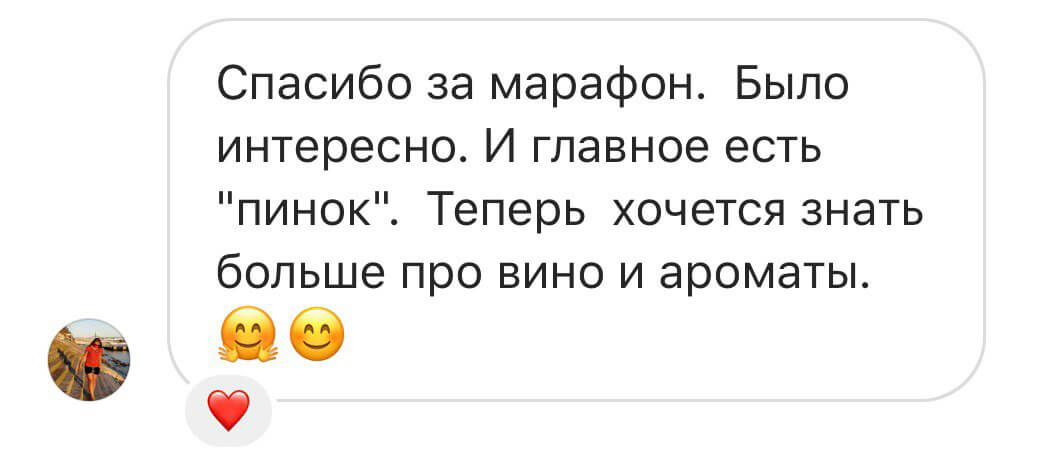 Спасибо за марафон.  Было
интересно. И главное есть
"пинок".  Теперь  хочется знать
больше про вино и ароматы.
🤗😊
❤️